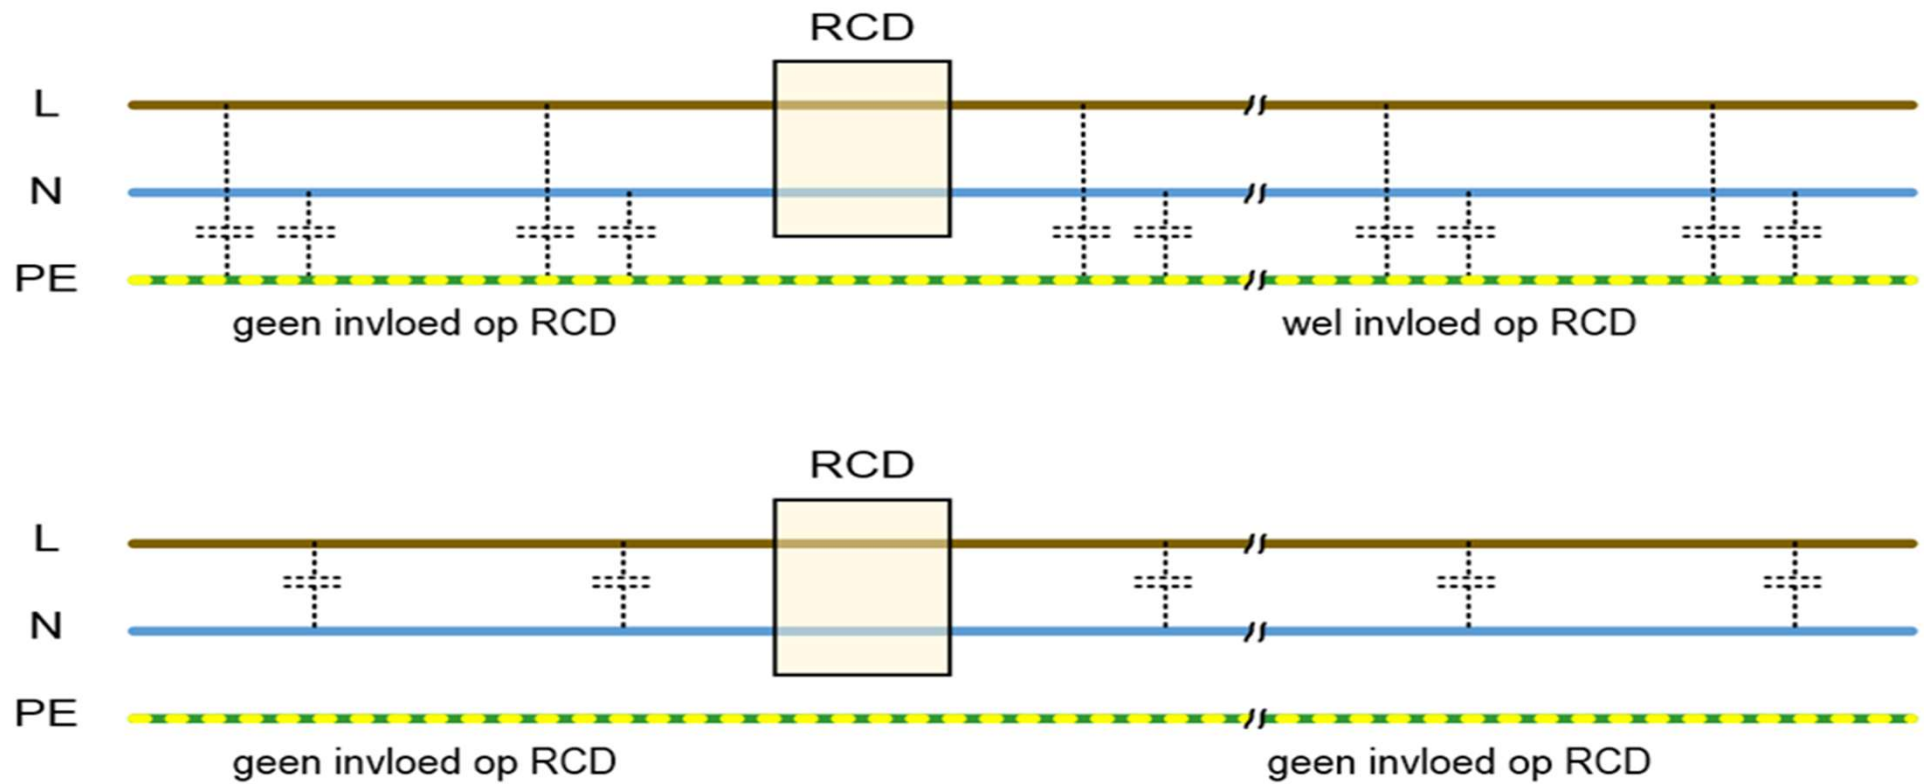 RCD
L
N
PE
geen invloed op RCD
wel invloed op RCD
RCD
L
N
PE
geen invloed op RCD
geen invloed op RCD